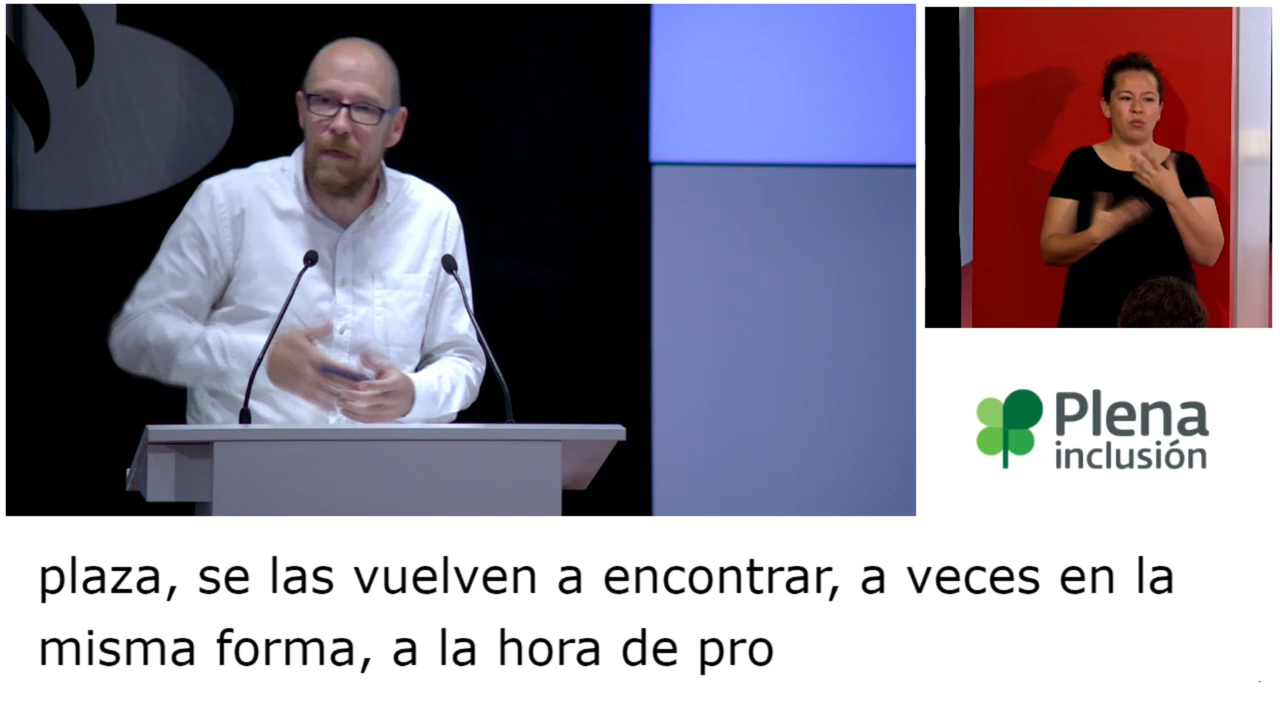 Plena
inclusión
plaza, se las vuelven a encontrar, a veces en la
misma forma, a la hora de pro